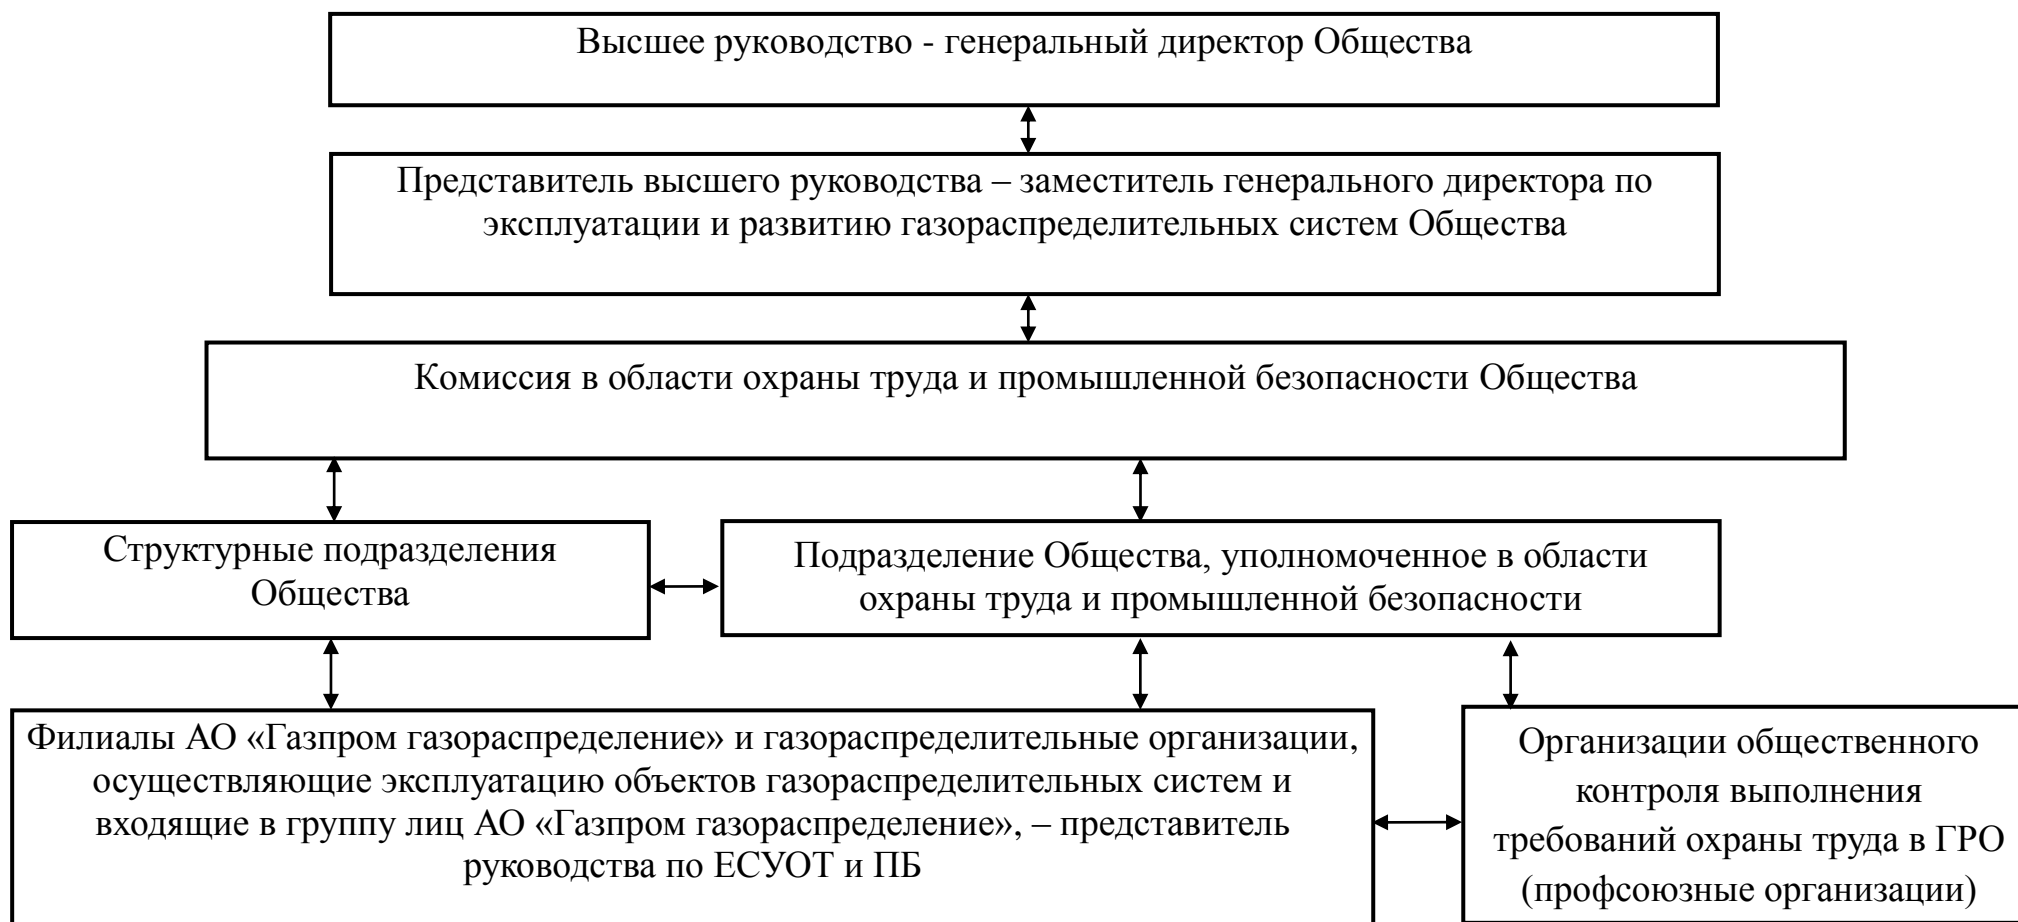 Высшее руководство - генеральный директор Общества
Представитель высшего руководства – заместитель генерального директора по
эксплуатации и развитию газораспределительных систем Общества
Комиссия в области охраны труда и промышленной безопасности Общества
Структурные подразделения
Общества
Подразделение Общества, уполномоченное в области
охраны труда и промышленной безопасности
Филиалы АО «Газпром газораспределение» и газораспределительные организации,
осуществляющие эксплуатацию объектов газораспределительных систем и
входящие в группу лиц АО «Газпром газораспределение», – представитель
руководства по ЕСУОТ и ПБ
Организации общественного
контроля выполнения
требований охраны труда в ГРО
(профсоюзные организации)